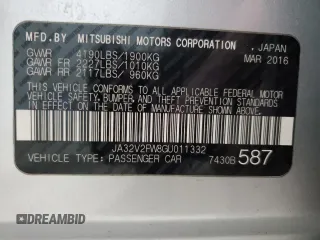 MFD.BY MITSUBISHI MOTORS CORPORATION , JAPAN
GVWR 4190LBS/1900KG MAR 2016
GAWR FR 2227LBS/1010KG
GAWR RR 2117LBS/ 960KG
THIS VEHICLE CONFORMS TO ALL APPLICABLE
FEDERAL MOTOR VEHICLE SAFETY, BUMPER, AND
THEFT PREVENTION STANDARDS IN EFFECT ON
THE DATE OF MANUFACTURE SHOWN ABOVE.
JA32V2FW8GU011332
VEHICLE TYPE: PASSENGER CAR 7430B 587
DREAMBID